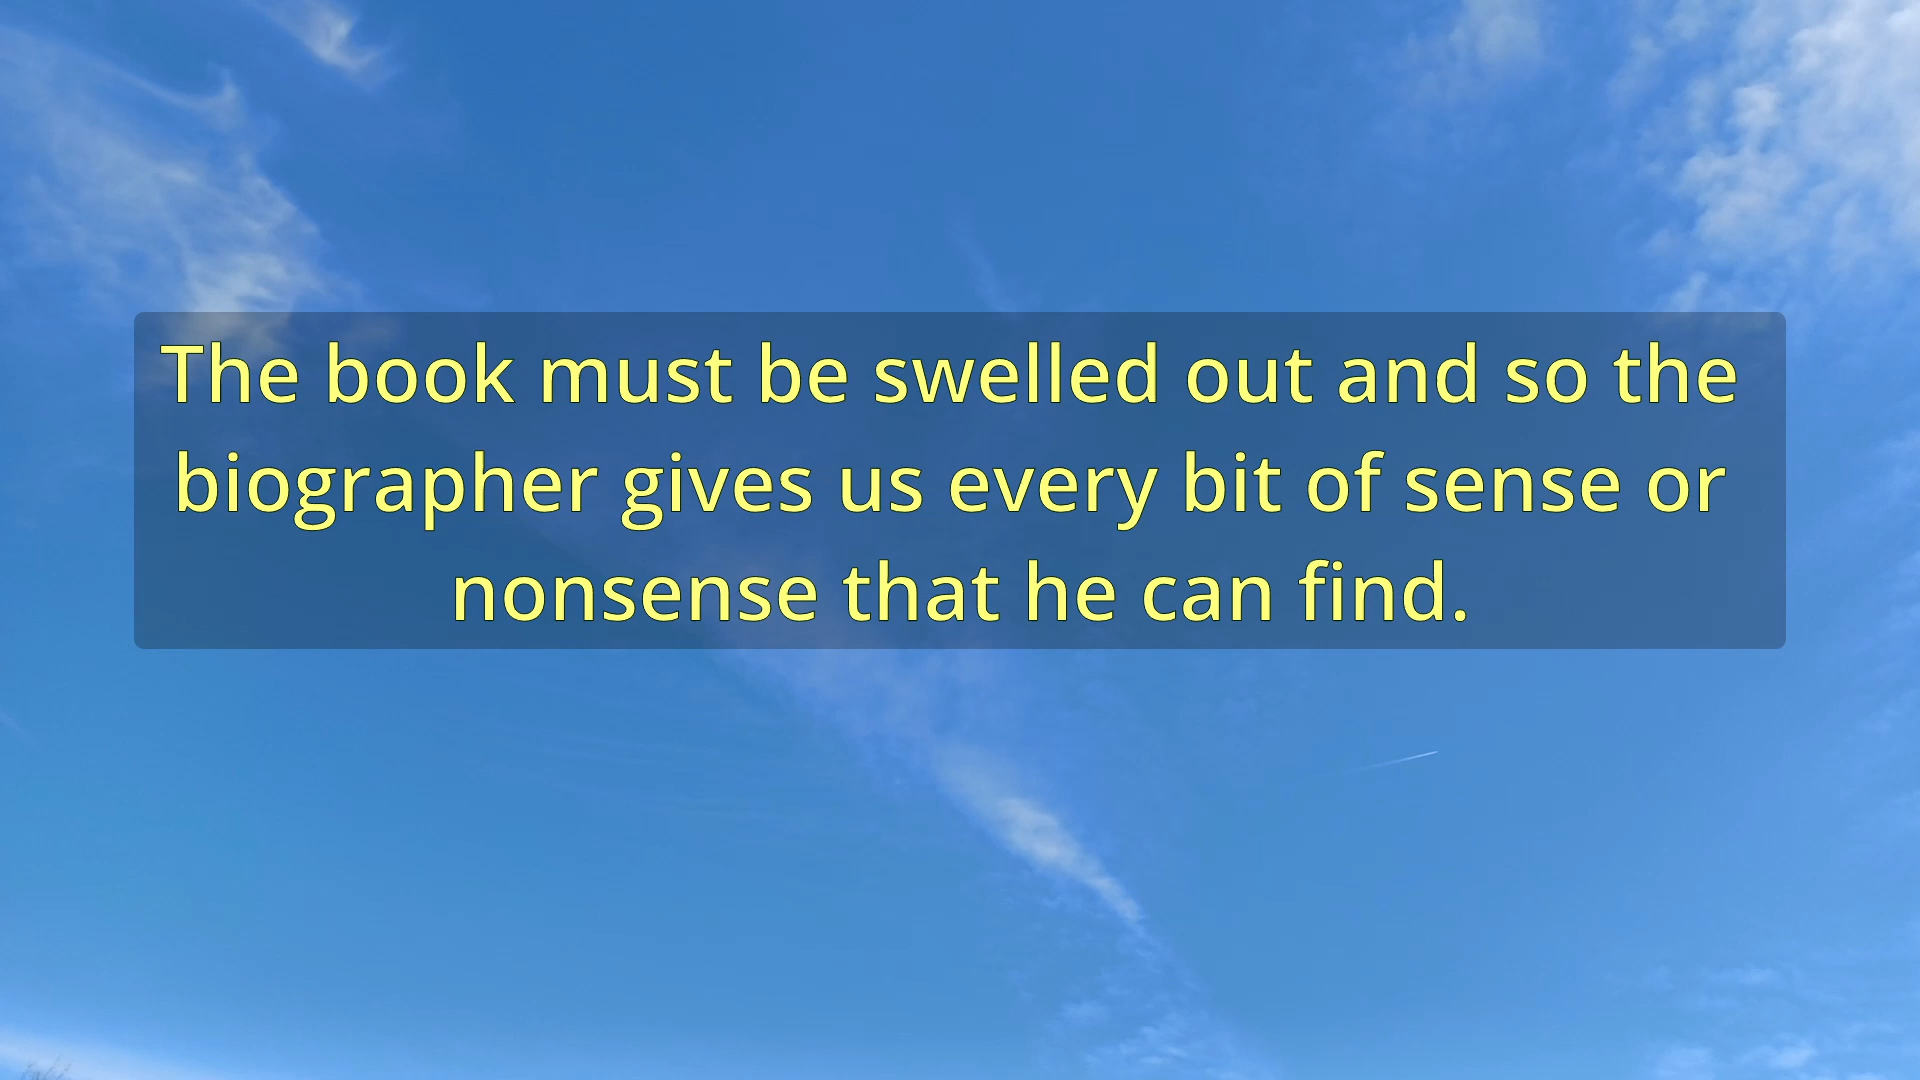 The book must be swelled out and so the
biographer gives us every bit of sense or
nonsense that he can find.